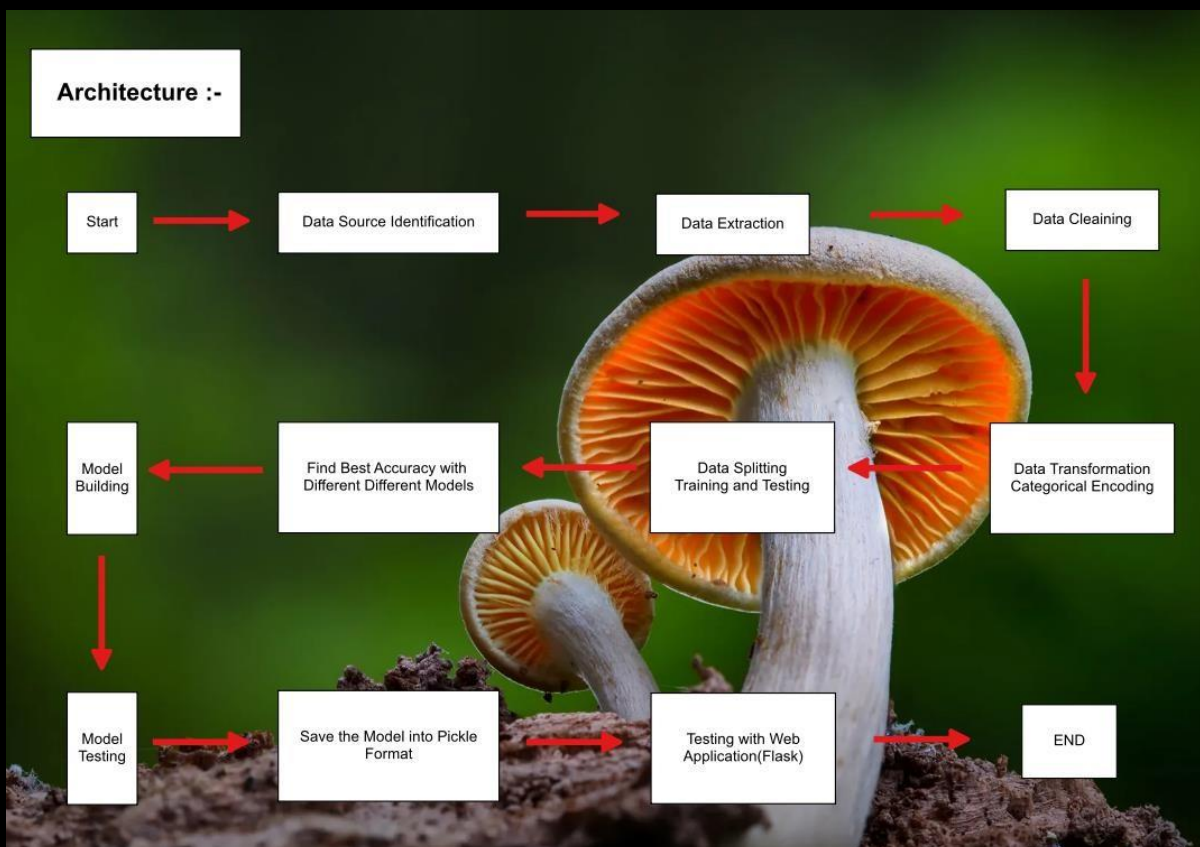 Architecture :-
Start
Data Source Identification
Data Extraction
Data Cleaining
Data Transformation
Categorical Encoding
Data Splitting
Training and Testing
Find Best Accuracy with
Different Different Models
Model
Building
Model
Testing
Save the Model into Pickle
Format
Testing with Web
Application(Flask)
END